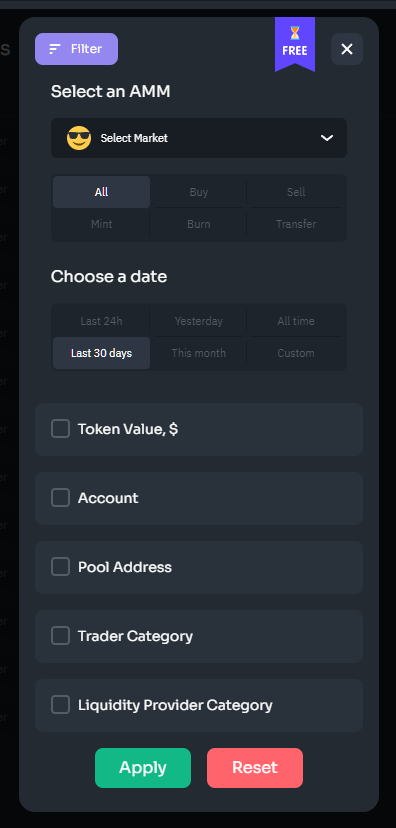 Filter
FREE
Select an AMM
Select Market
All Buy Sell
Mint Burn Transfer
Choose a date
Last 24h Yesterday All time
Last 30 days This month Custom
Token Value, $
Account
Pool Address
Trader Category
Liquidity Provider Category
Apply Reset